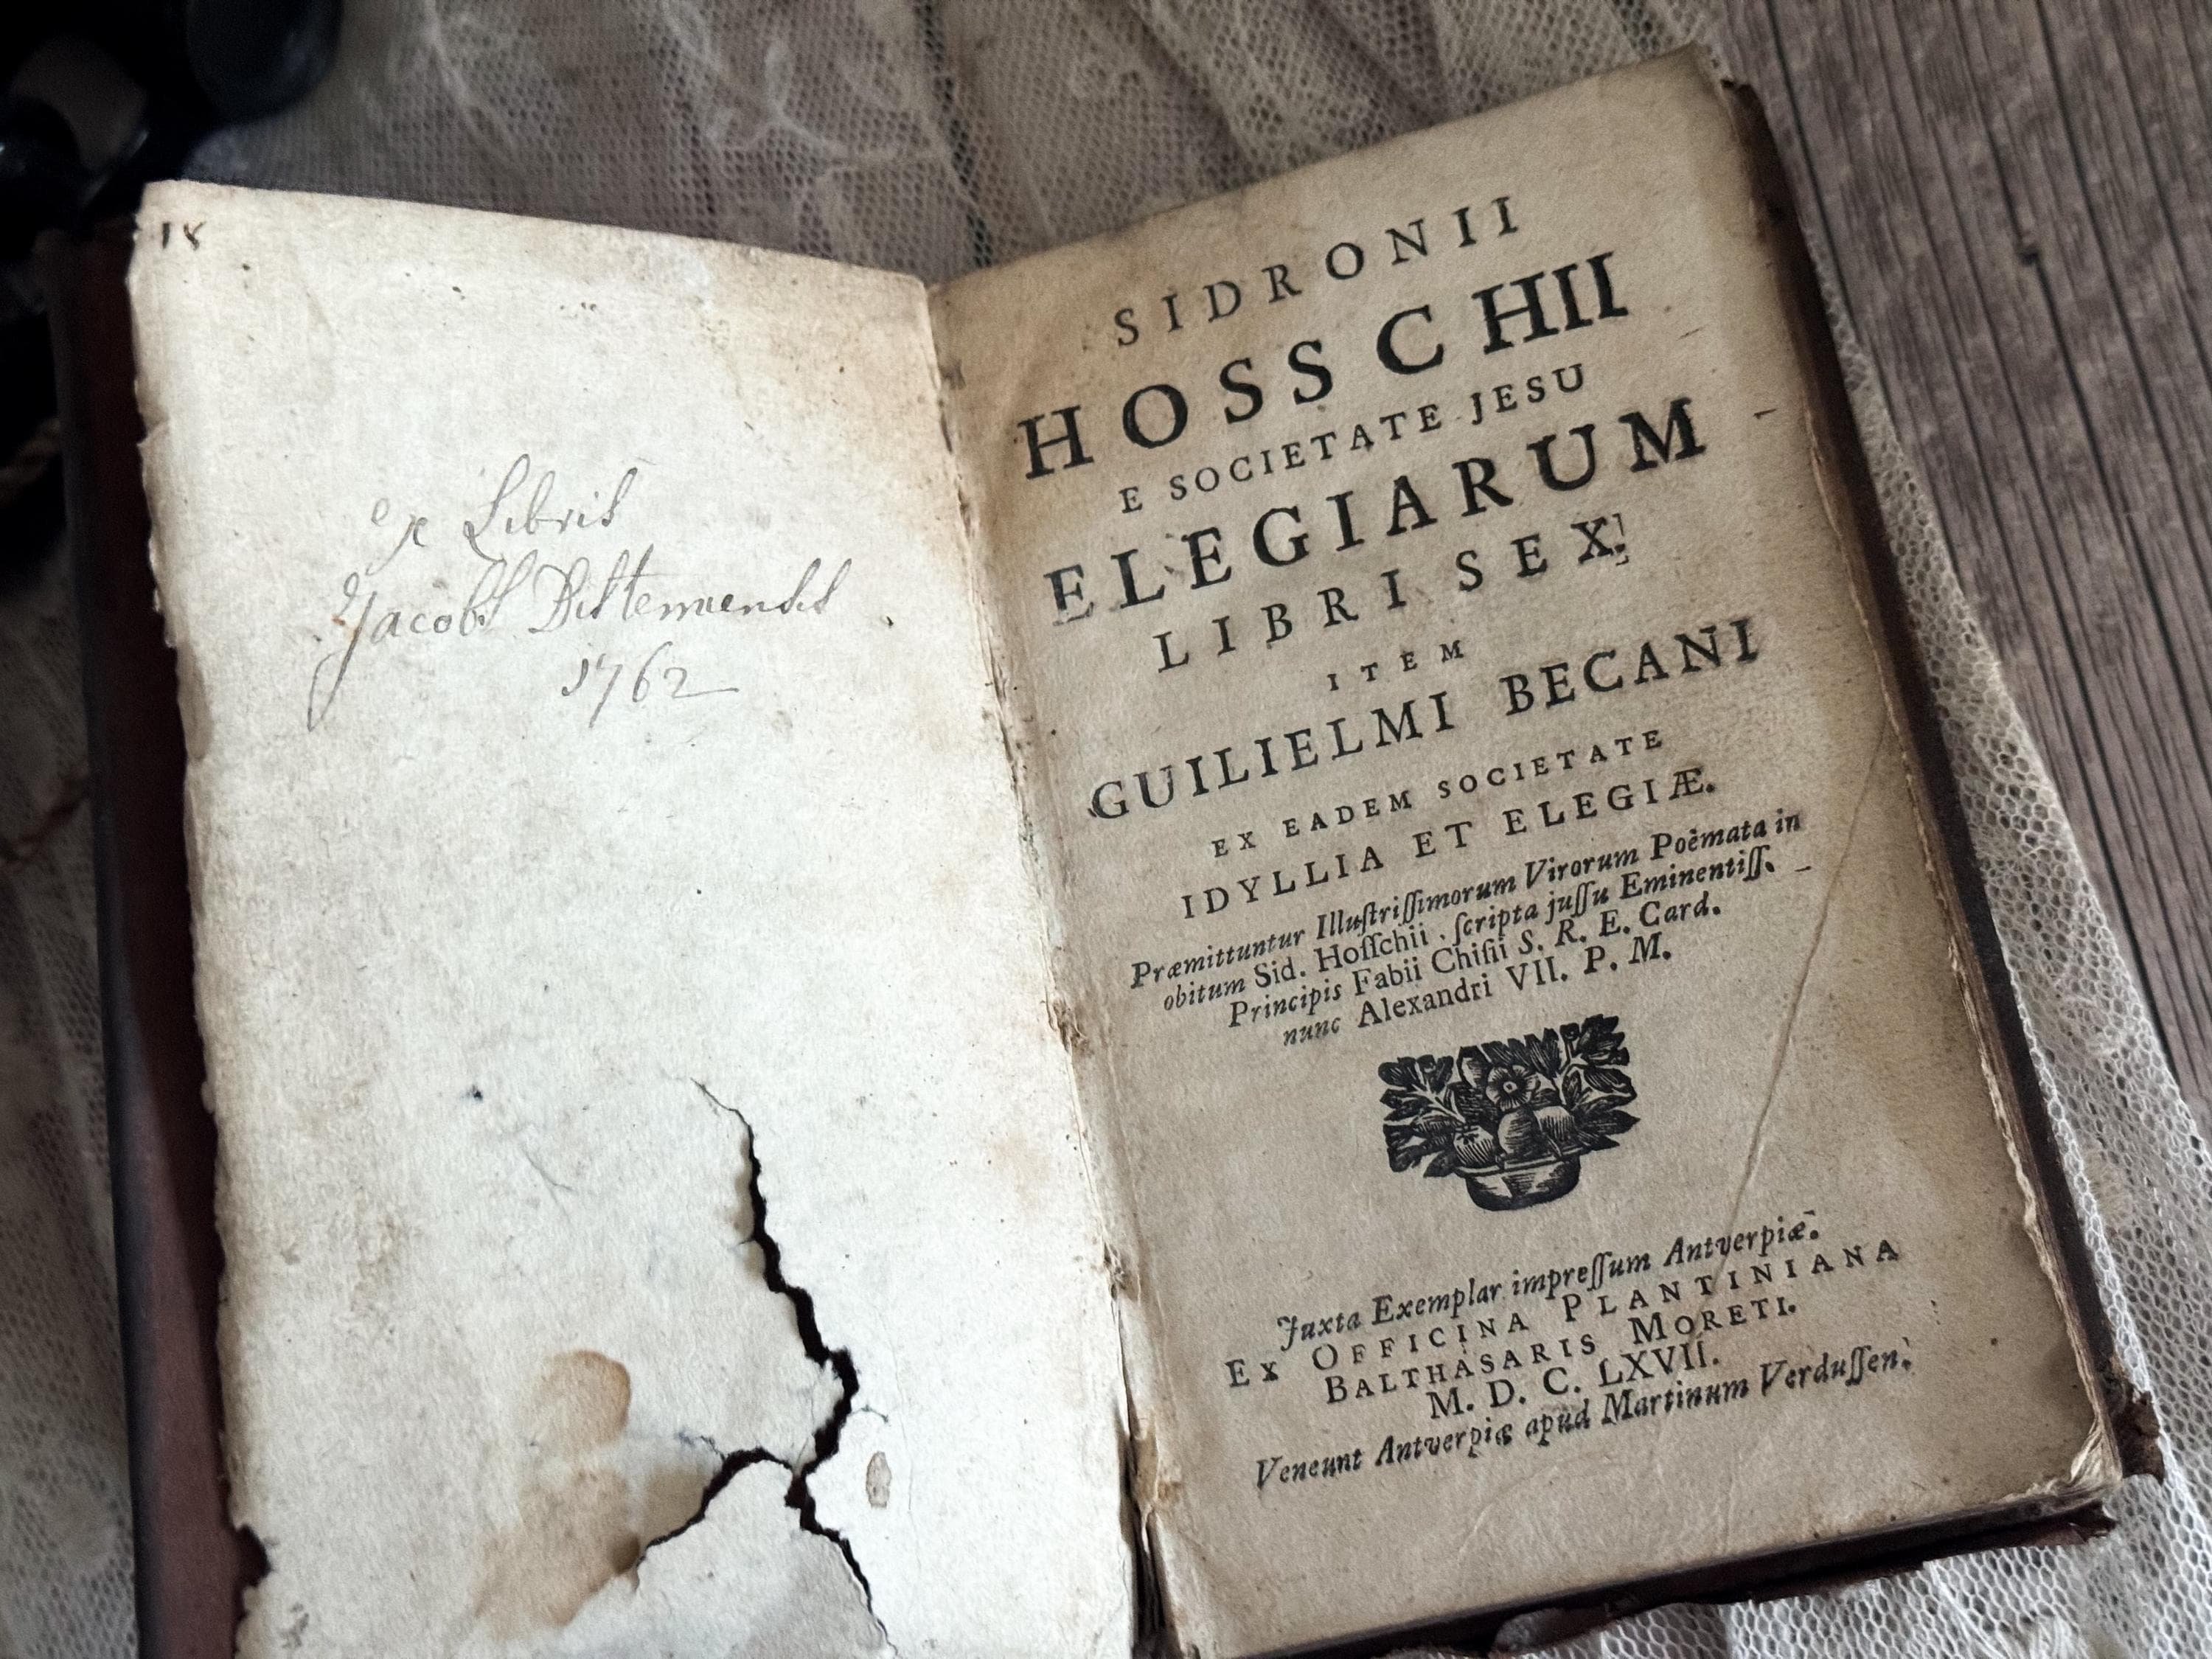 18
ex Libris
Jacobi
1762
SIDRONII
HOSSCHII
E SOCIETATE JESU
ELEGIARUM
LIBRI SEX.
ITEM
GUILIELMI BECANI
EX EADEM SOCIETATE
IDYLLIA ET ELEGIÆ.
Præmittuntur Illuſtriſſimorum Virorum Poëmata in
obitum Sid. Hoſſchii . ſcripta juſſu Eminentiſſ.
Principis Fabii Chiſii S. R. E. Card.
nunc Alexandri VII. P. M.
Juxta Exemplar impreſſum Antverpiæ.
EX OFFICINA PLANTINIANA
BALTHASARIS MORETI.
M. D. C. LXVII.
Veneunt Antverpiæ apud Martinum Verduſſen.